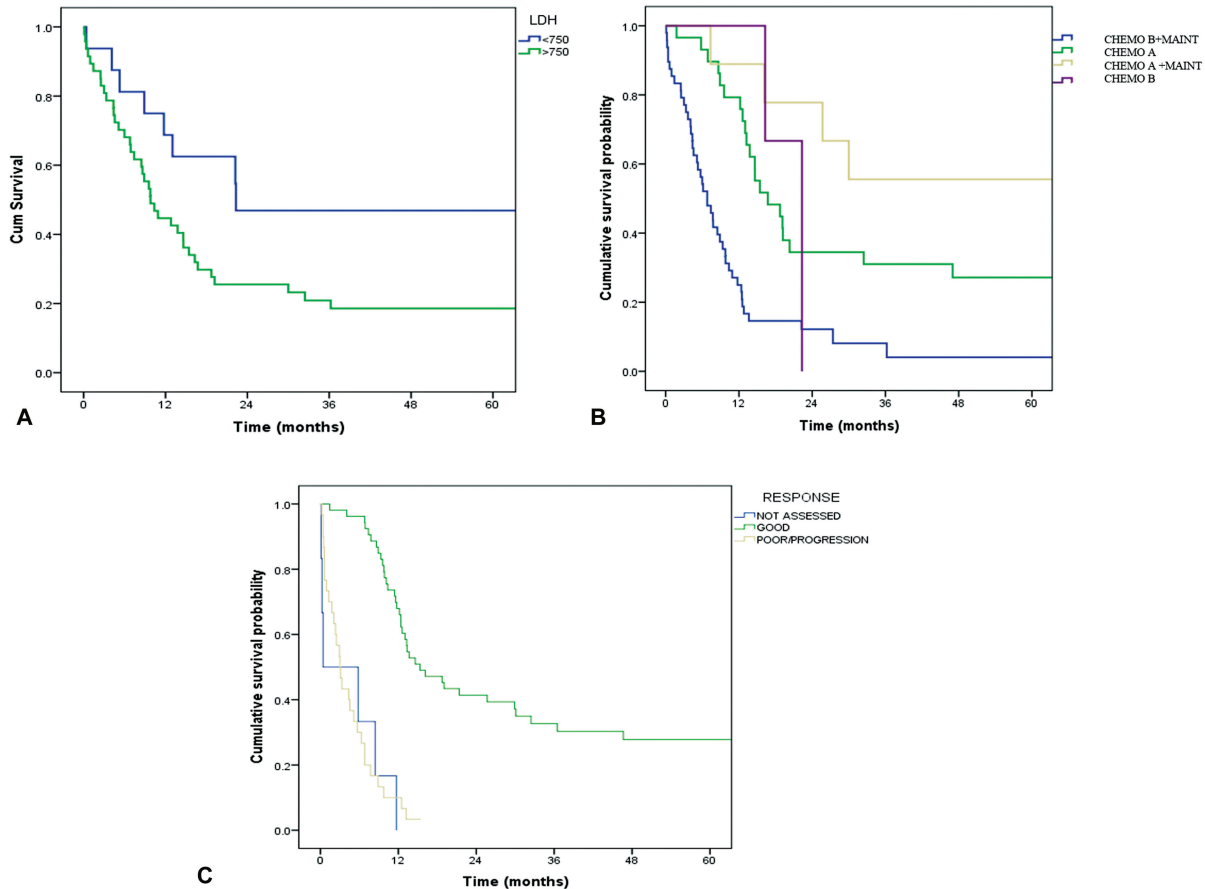 LDH
<750
>750
1.0
0.8
0.6
0.4
0.2
0.0
Cum Survival
0 12 24 36 48 60
Time (months)
A
CHEMO B+MAINT
CHEMO A
CHEMO A +MAINT
CHEMO B
1.0
0.8
0.6
0.4
0.2
0.0
Cumulative survival probability
0 12 24 36 48 60
Time (months)
B
RESPONSE
NOT ASSESSED
GOOD
POOR/PROGRESSION
1.0
0.8
0.6
0.4
0.2
0.0
Cumulative survival probability
0 12 24 36 48 60
Time (months)
C